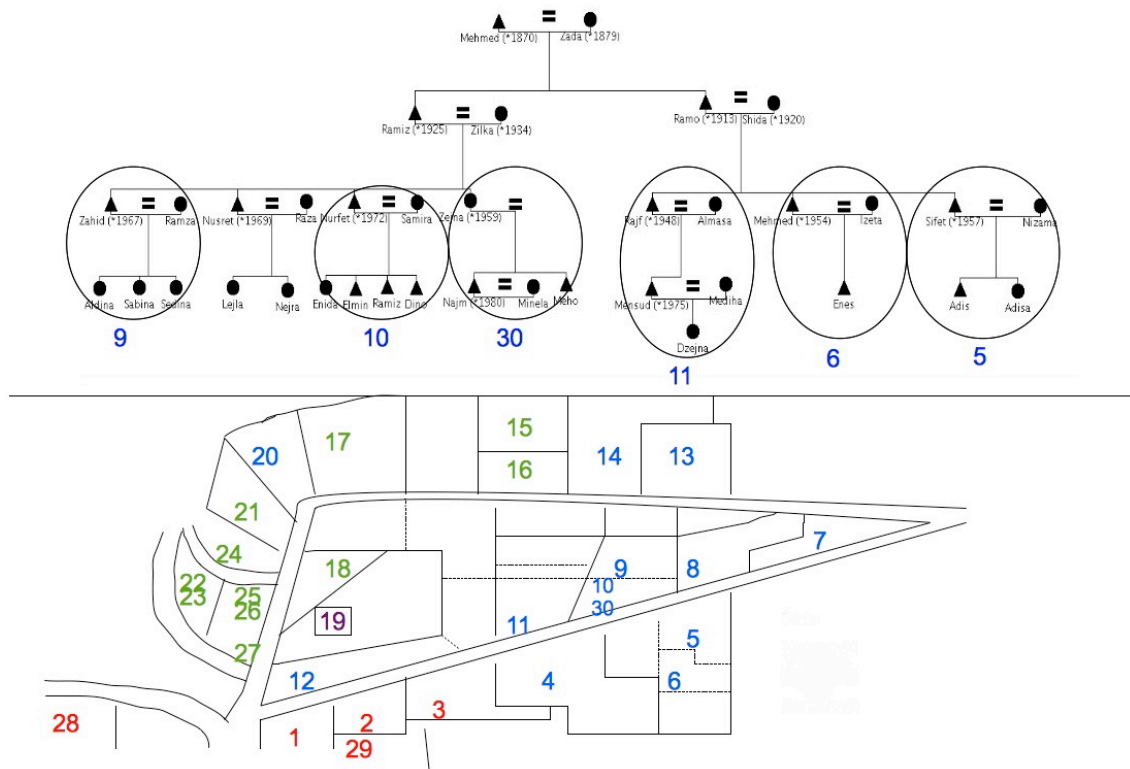 Mehmed (*1870) Zada (*1879)
Ramiz (*1925) Zilka (*1934) Ramo (*1913) Shida (*1920)
Zahid (*1967) Ramza Nusret (*1969) Raza Nurfet (*1972) Samira Zema (*1959) Rajf (*1948) Almasa Mehmed (*1954) Izeta Sifet (*1957) Nizama
Aldina Sabina Sedina Lejla Nejra Enida Elmin Ramiz Dino Najm (*1980) Minela Meho Mensud (*1975) Mediha Enes Adis Adisa
Dzejna
9 10 30 11 6 5
15
17 20 14 13
16
21
7
24 18 9 8
22 25 10
23 26 30
19 11
27 5
12 4 6
3
28 1 2
29